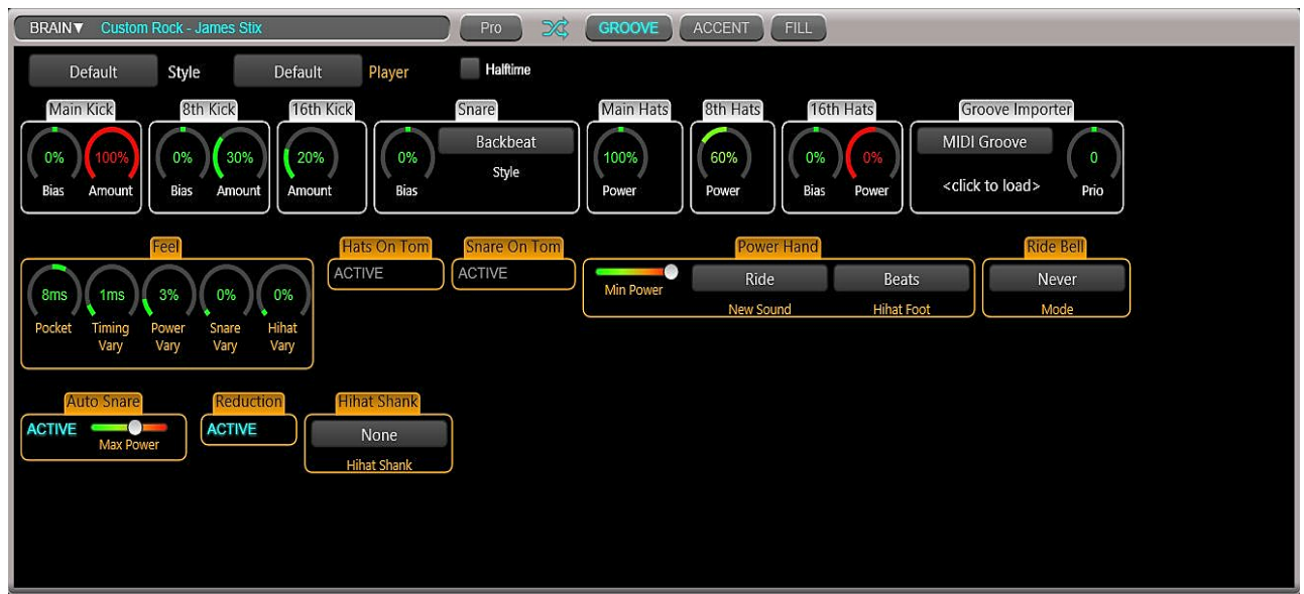 BRAIN▼ Custom Rock - James Stix Pro GROOVE ACCENT FILL
Default Style Default Player Halftime
Main Kick 8th Kick 16th Kick Snare Main Hats 8th Hats 16th Hats Groove Importer
0% 100% 0% 30% 20% 0% Backbeat 100% 60% 0% 0% MIDI Groove 0
Bias Amount Bias Amount Amount Bias Style Power Power Bias Power <click to load> Prio
Feel Hats On Tom Snare On Tom Power Hand Ride Bell
8ms 1ms 3% 0% 0% ACTIVE ACTIVE Min Power Ride Beats Never
Pocket Timing Power Snare Hihat New Sound Hihat Foot Mode
Vary Vary Vary Vary
Auto Snare Reduction Hihat Shank
ACTIVE Max Power ACTIVE None
Hihat Shank